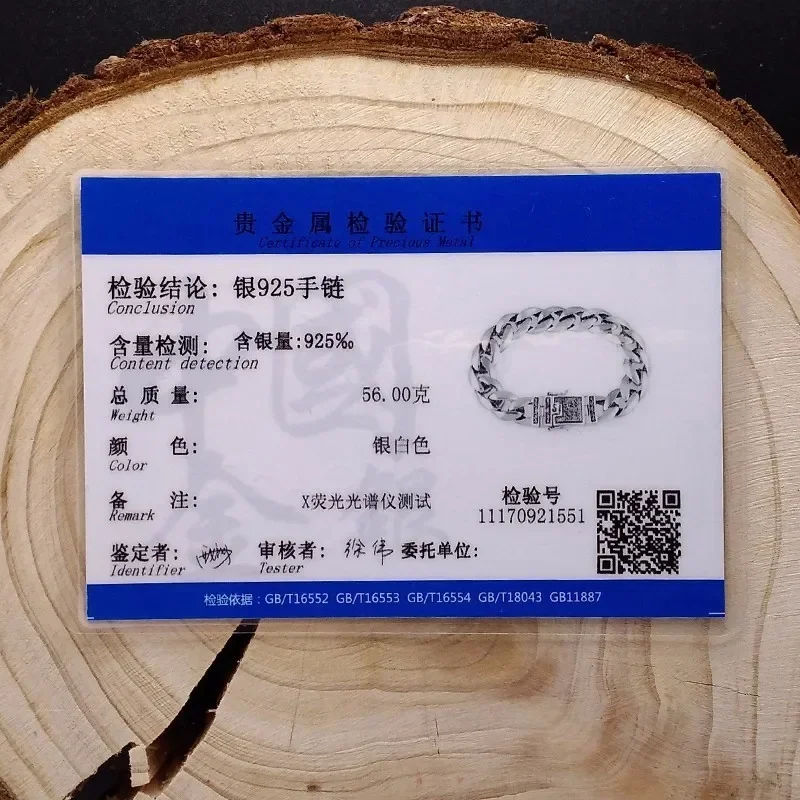 贵金属检验证书
Certificate of Precious Metal
检验结论: 银925手链
Conclusion
含量检测: 含银量:925‰
Content detection
总质量: 56.00克
Weight
颜色: 银白色
Color
备注: X荧光光谱仪测试
Remark
检验号
11170921551
鉴定者: 审核者: 徐伟 委托单位:
Identifier Tester
检验依据：GB/T16552 GB/T16553 GB/T16554 GB/T18043 GB11887
中國
金銀